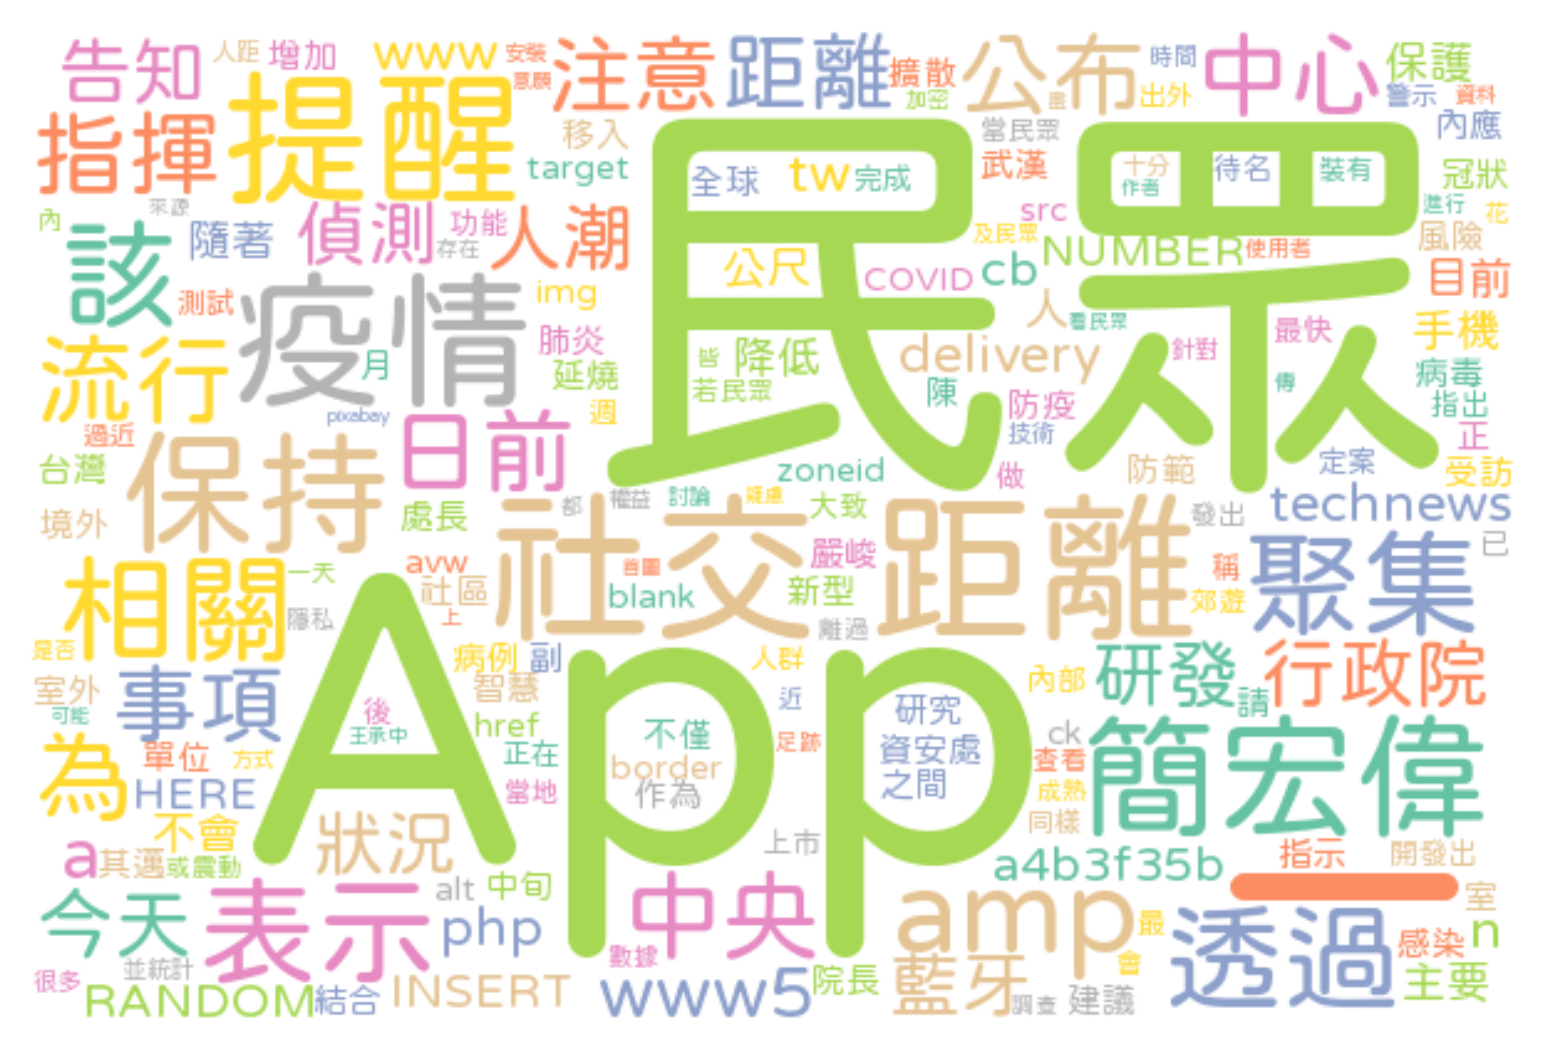 告知
人距
增加
www
安裝
意願
注意
距離
擴散
加密
公布
出外
時間
中心
保護
警示
資料
指揮
提醒
移入
target
當民眾
武漢
內應
民眾
全球
tw
完成
十分
作者
待名
裝有
冠狀
進行
花
內
來源
該
隨著
偵測
功能
存在
人潮
src
及民眾
NUMBER
使用者
風險
測試
疫情
img
公尺
COVID
cb
人
看民眾
目前
流行
月
肺炎
延燒
週
皆
降低
若民眾
delivery
陳
針對
最快
手機
傳
病毒
指出
pixabay
過近
日前
防疫
技術
正
台灣
保持
處長
zoneid
做
防範
定案
受訪
境外
都
權益
討論
疑慮
大致
社交距離
發出
technews
相關
一天
avw
社區
上
首圖
blank
嚴峻
新型
離過
稱
郊遊
聚集
已
隱私
是否
室外
可能
事項
病例
副
智慧
href
人群
近
內部
研發
請
行政院
App
後
王承中
不僅
border
作為
足跡
研究
資安處
之間
ck
查看
成熟
同樣
簡宏偉
為
單位
方式
HERE
正在
當地
不會
a
其邁
或震動
狀況
上市
a4b3f35b
指示
開發出
今天
表示
alt
中旬
php
中央
數據
amp
最
會
透過
室
感染
n
很多
並統計
RANDOM
結合
INSERT
www5
院長
藍牙
調查
建議
主要